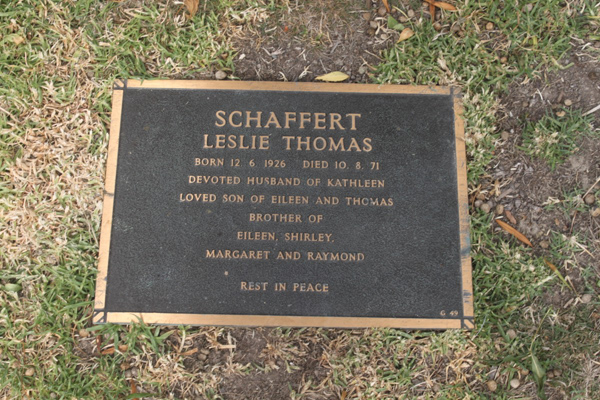 SCHAFFERT
LESLIE THOMAS
BORN 12 6 1926 DIED 10. 8. 71
DEVOTED HUSBAND OF KATHLEEN
LOVED SON OF EILEEN AND THOMAS
BROTHER OF
EILEEN, SHIRLEY,
MARGARET AND RAYMOND
REST IN PEACE
G 49